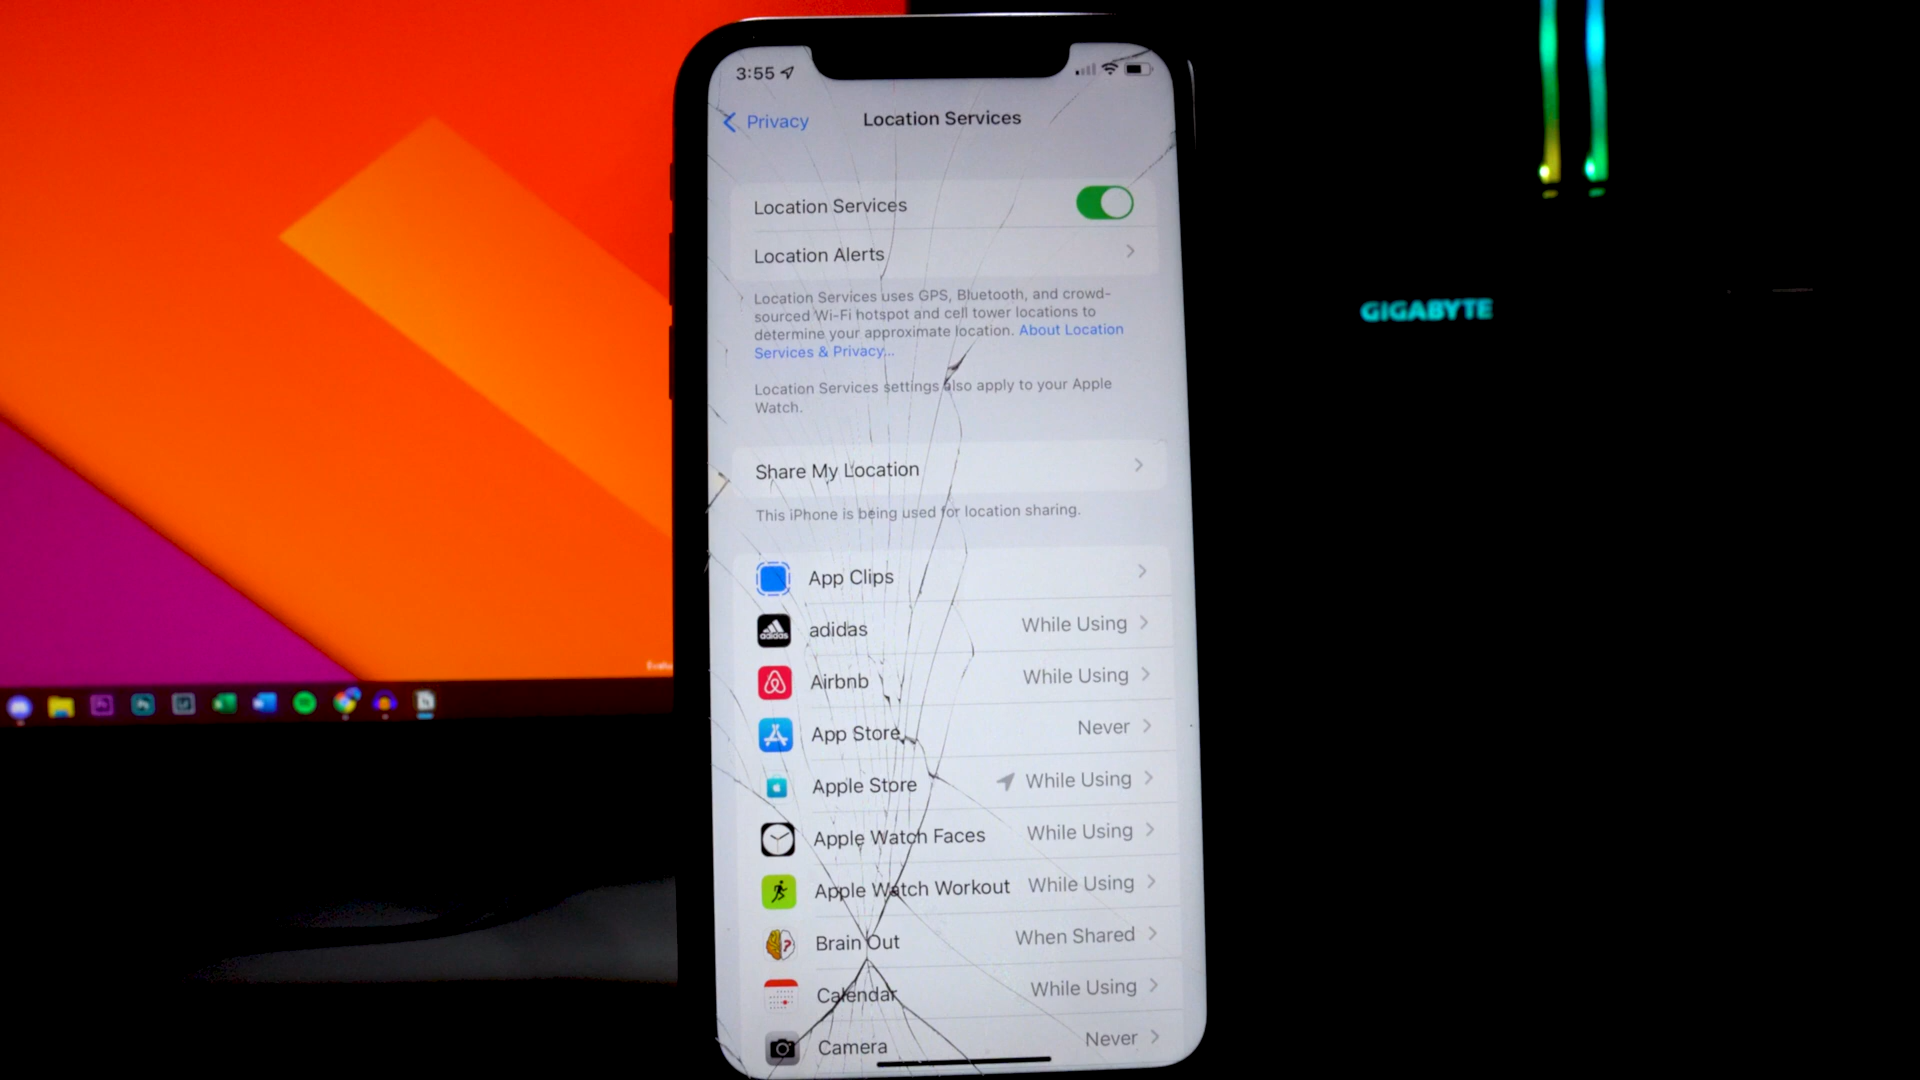 3:55
Privacy
Location Services
Location Services
Location Alerts
Location Services uses GPS, Bluetooth, and crowd-
sourced Wi-Fi hotspot and cell tower locations to
determine your approximate location. About Location
Services & Privacy...
Location Services settings also apply to your Apple
Watch.
Share My Location
This iPhone is being used for location sharing.
App Clips
adidas While Using
Airbnb While Using
App Store Never
Apple Store While Using
Apple Watch Faces While Using
Apple Watch Workout While Using
Brain Out When Shared
Calendar While Using
Camera Never
adidas
GIGABYTE